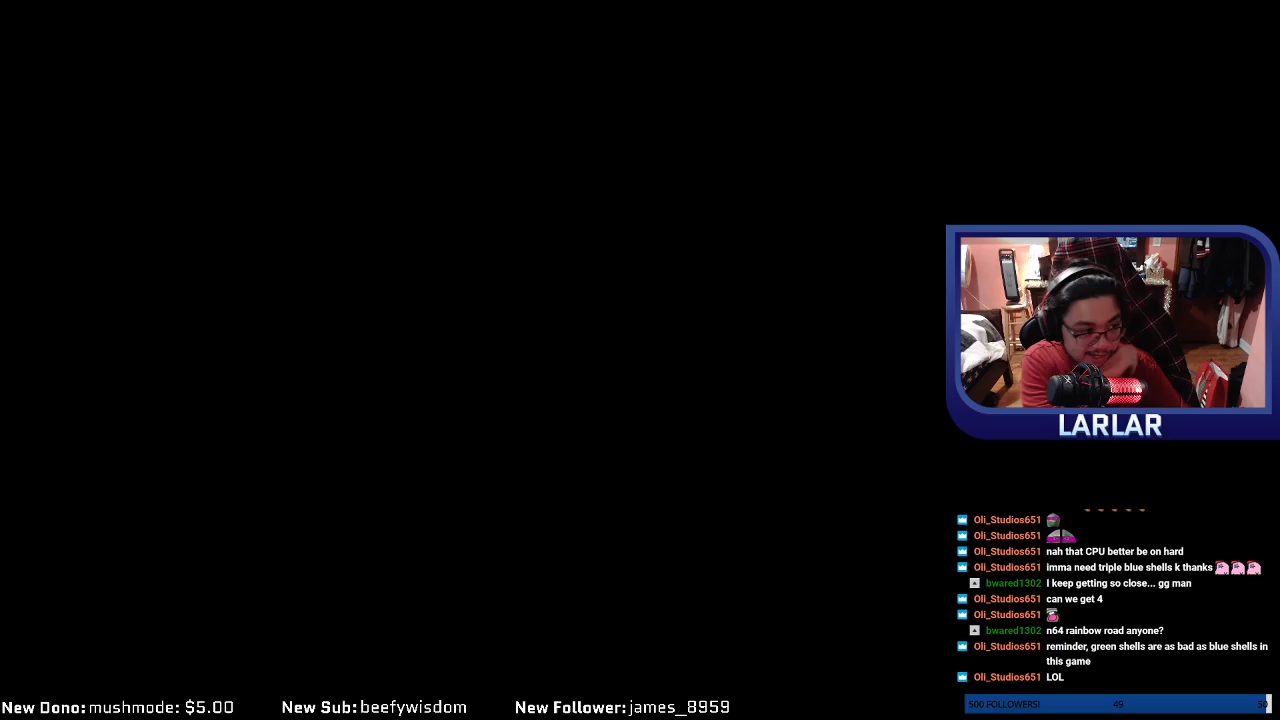 LARLAR
Oli_Studios651
Oli_Studios651
Oli_Studios651 nah that CPU better be on hard
Oli_Studios651 imma need triple blue shells k thanks
bwared1302 I keep getting so close... gg man
Oli_Studios651 can we get 4
Oli_Studios651
bwared1302 n64 rainbow road anyone?
Oli_Studios651 reminder, green shells are as bad as blue shells in
this game
Oli_Studios651 LOL
500 FOLLOWERS! 49 50
New Dono: mushmode: $5.00 New Sub: beefywisdom New Follower: james_8959